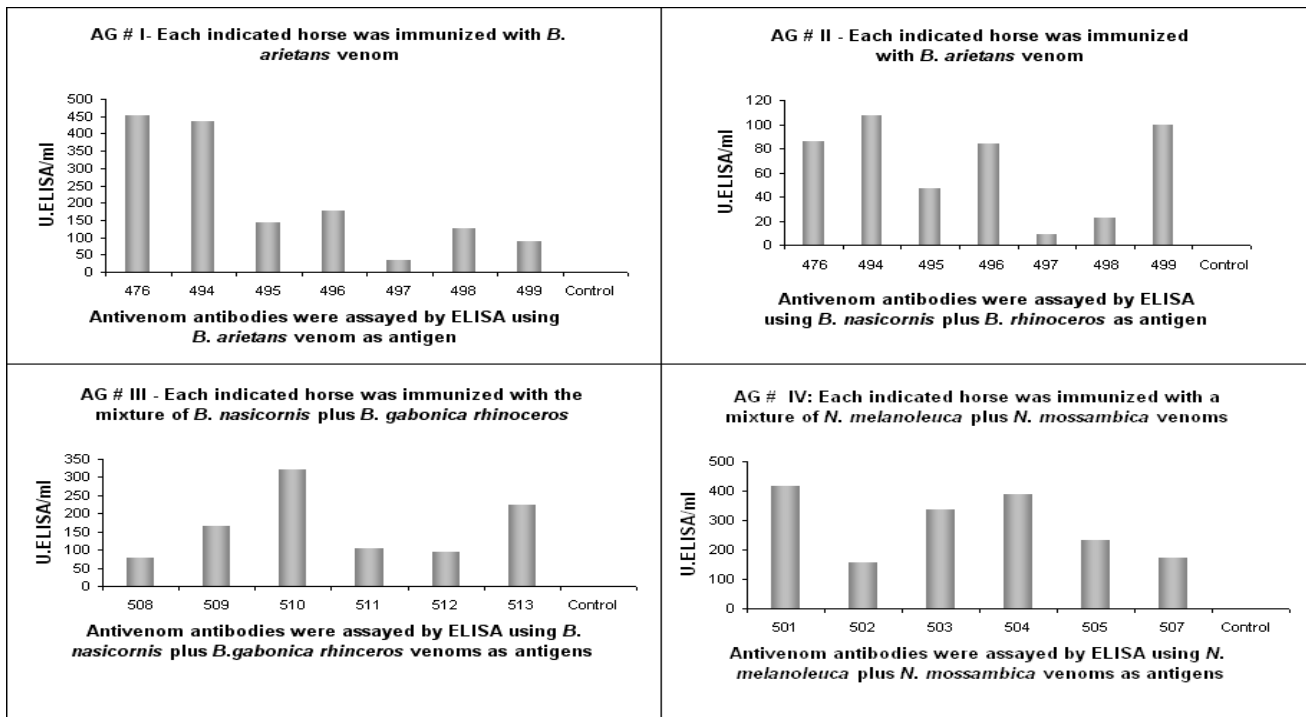 AG # I- Each indicated horse was immunized with B.
arietans venom
500
450
400
350
300
250
200
150
100
50
0
U.ELISA/ml
476 494 495 496 497 498 499 Control
Antivenom antibodies were assayed by ELISA using
B. arietans venom as antigen
AG # II - Each indicated horse was immunized
with B. arietans venom
120
100
80
60
40
20
0
U.ELISA/ml
476 494 495 496 497 498 499 Control
Antivenom antibodies were assayed by ELISA
using B. nasicornis plus B. rhinoceros as antigen
AG # III - Each indicated horse was immunized with the
mixture of B. nasicornis plus B. gabonica rhinoceros
350
300
250
200
150
100
50
0
U.ELISA/ml
508 509 510 511 512 513 Control
Antivenom antibodies were assayed by ELISA using B.
nasicornis plus B.gabonica rhinceros venoms as antigens
AG # IV: Each indicated horse was immunized with a
mixture of N. melanoleuca plus N. mossambica venoms
500
400
300
200
100
0
U.ELISA/ml
501 502 503 504 505 507 Control
Antivenom antibodies were assayed by ELISA using N.
melanoleuca plus N. mossambica venoms as antigens